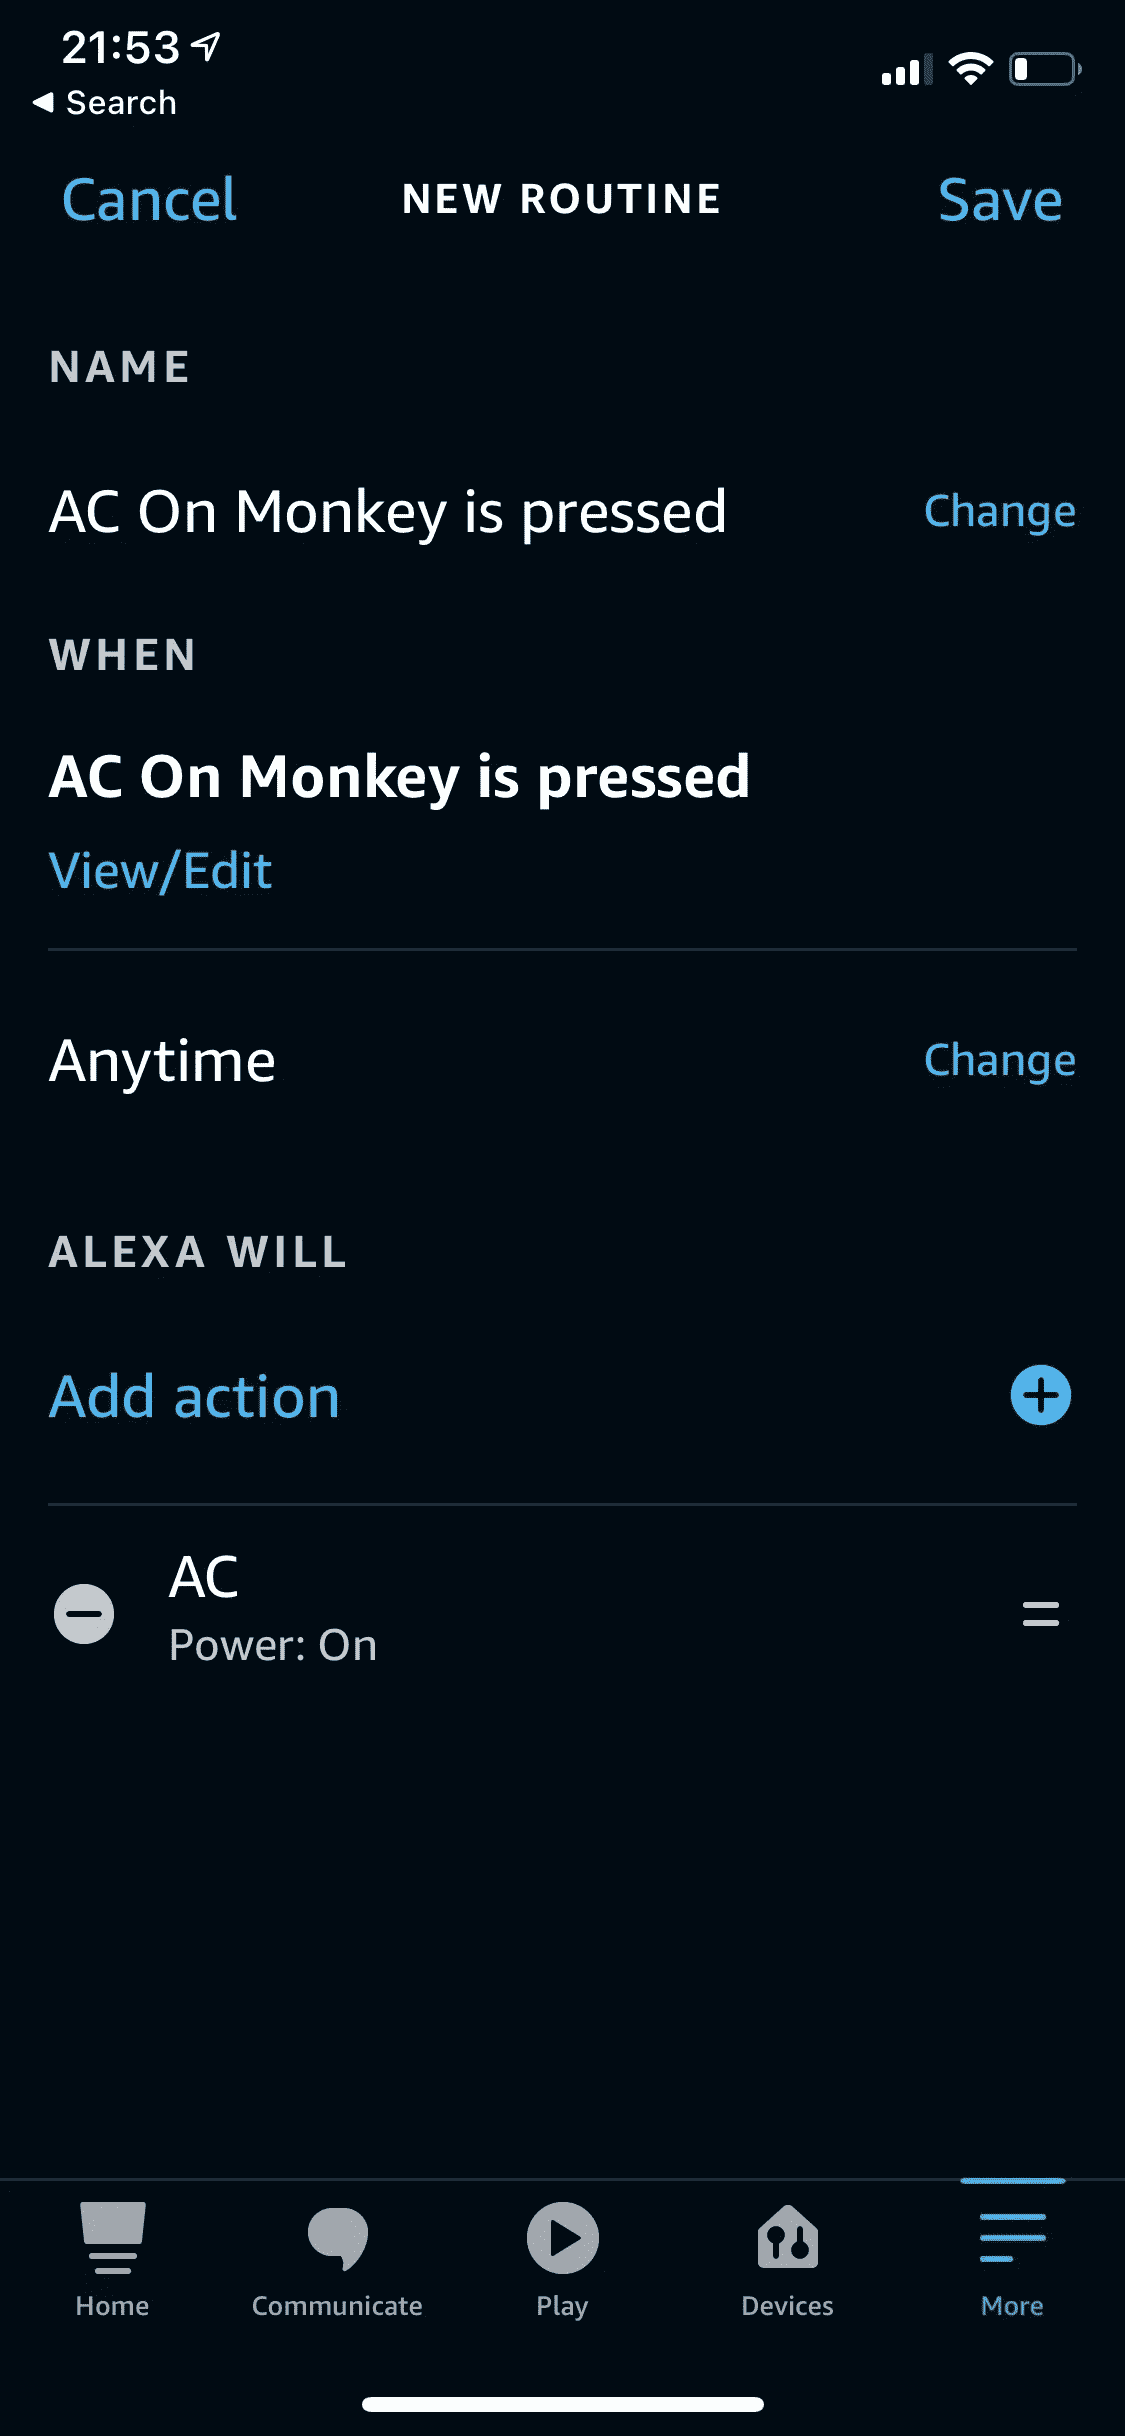 21:53
Search
Cancel NEW ROUTINE Save
NAME
AC On Monkey is pressed Change
WHEN
AC On Monkey is pressed
View/Edit
Anytime Change
ALEXA WILL
Add action
AC
Power: On
Home Communicate Play Devices More